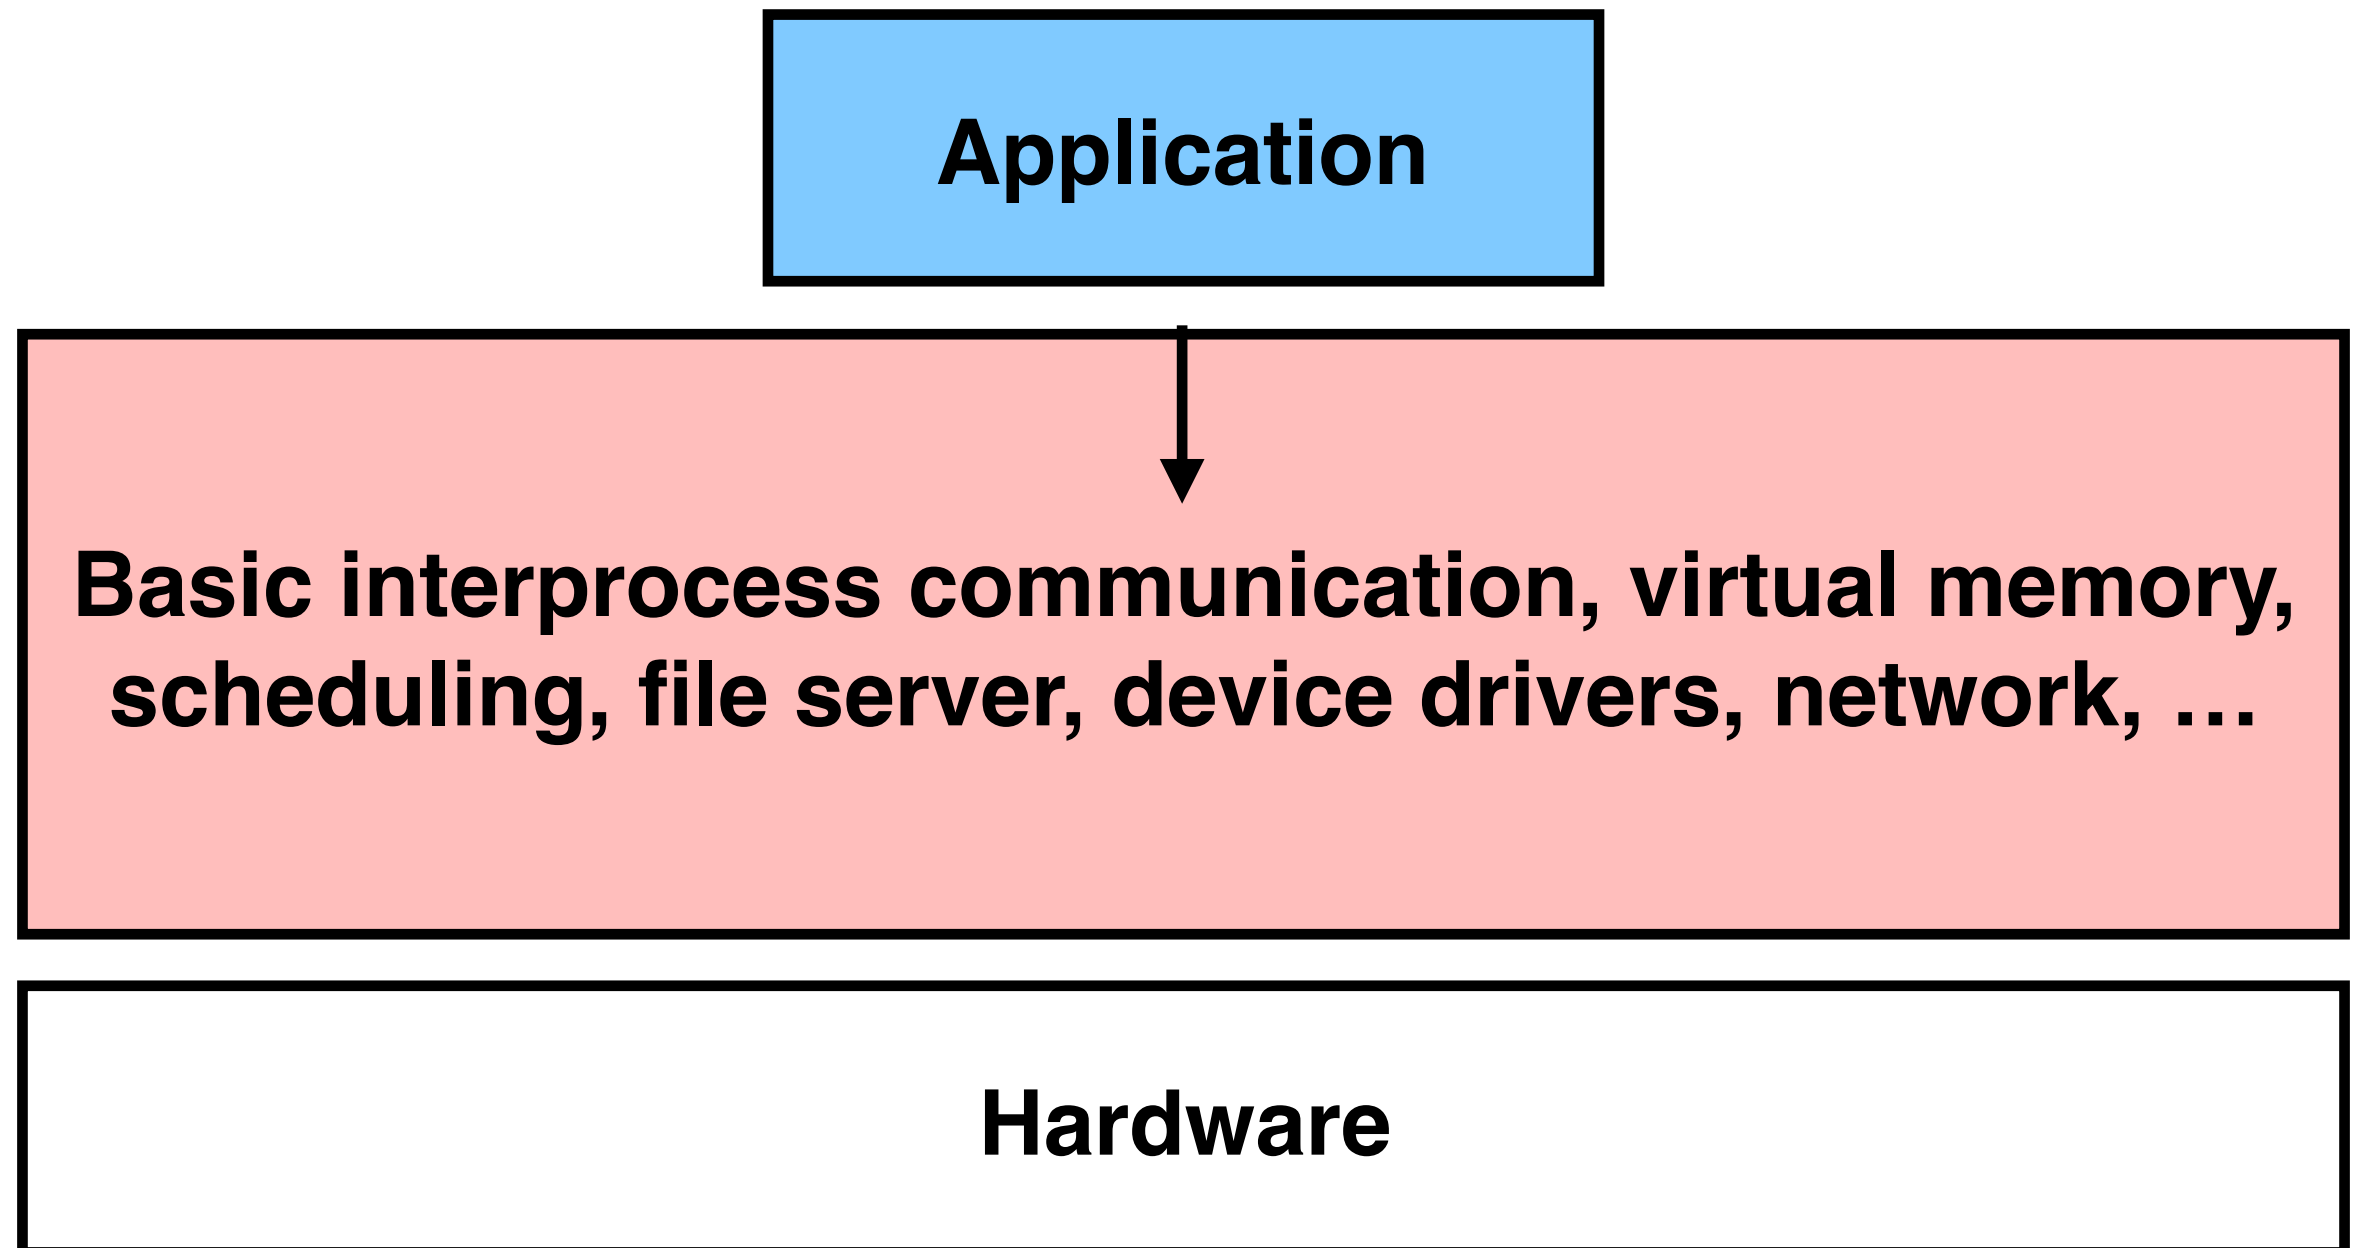 Application
Basic interprocess communication, virtual memory,
scheduling, file server, device drivers, network, …
Hardware